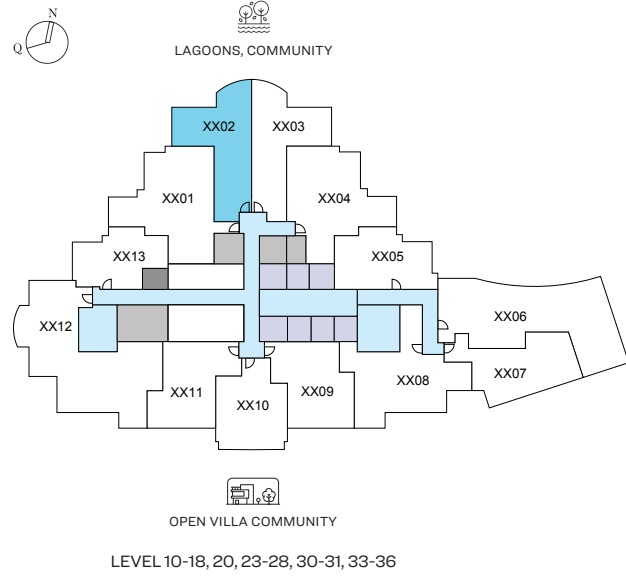 N
Q
LAGOONS, COMMUNITY
XX02
XX03
XX01
XX04
XX13
XX05
XX12
XX06
XX11
XX10
XX09
XX08
XX07
OPEN VILLA COMMUNITY
LEVEL 10-18, 20, 23-28, 30-31, 33-36